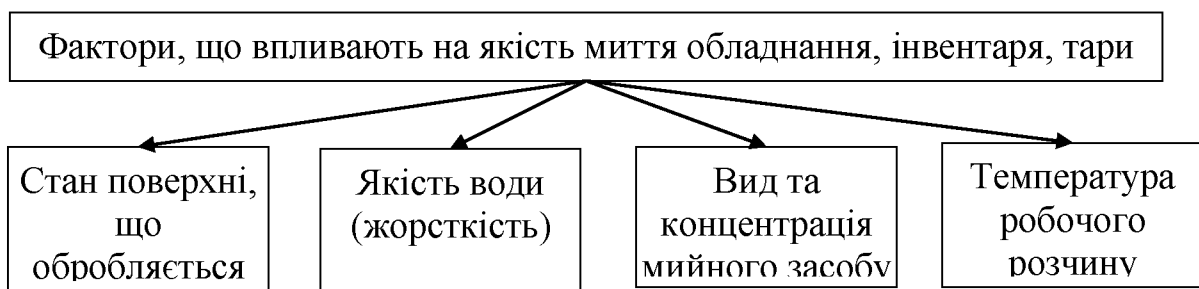 Фактори, що впливають на якість миття обладнання, інвентаря, тари
Стан поверхні,
що
обробляється
Якість води
(жорсткість)
Вид та
концентрація
мийного засобу
Температура
робочого
розчину